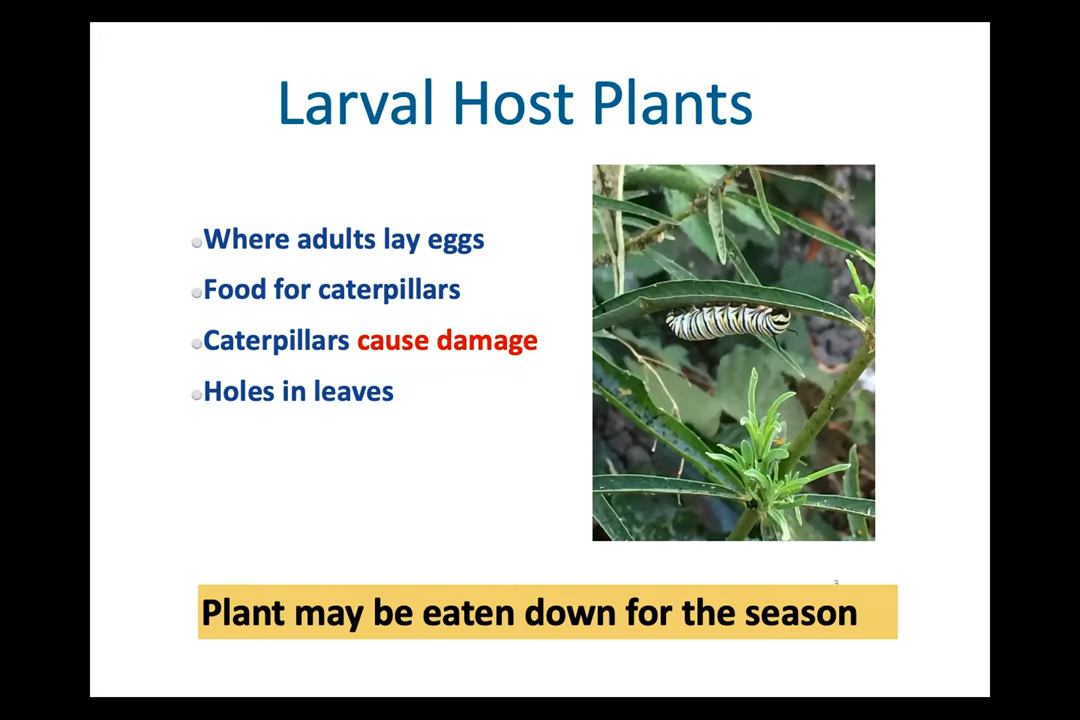 Larval Host Plants
Where adults lay eggs
Food for caterpillars
Caterpillars cause damage
Holes in leaves
3
Plant may be eaten down for the season